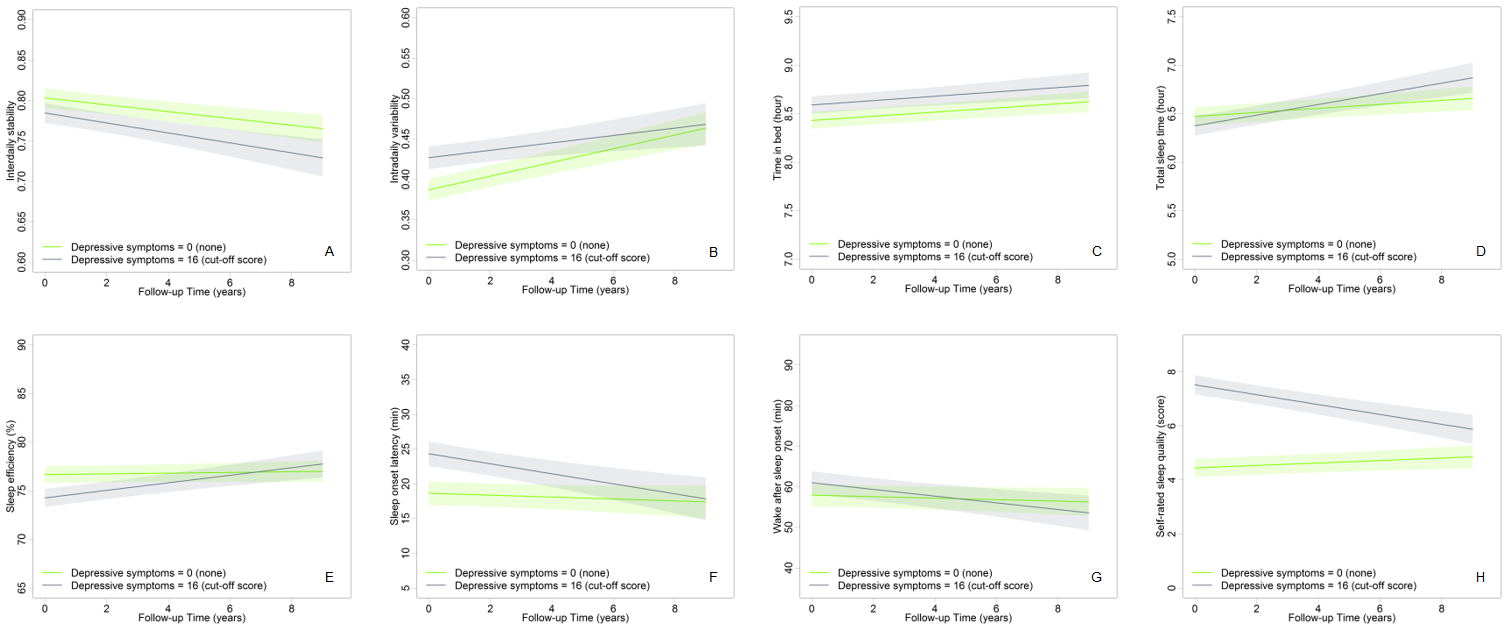 0.90
0.85
0.80
0.75
0.70
0.65
0.60
Interdaily stability
Depressive symptoms = 0 (none)
Depressive symptoms = 16 (cut-off score)
A
0 2 4 6 8
Follow-up Time (years)
0.60
0.55
0.50
0.45
0.40
0.35
0.30
Intradaily variability
Depressive symptoms = 0 (none)
Depressive symptoms = 16 (cut-off score)
B
0 2 4 6 8
Follow-up Time (years)
9.5
9.0
8.5
8.0
7.5
7.0
Time in bed (hour)
Depressive symptoms = 0 (none)
Depressive symptoms = 16 (cut-off score)
C
0 2 4 6 8
Follow-up Time (years)
7.5
7.0
6.5
6.0
5.5
5.0
Total sleep time (hour)
Depressive symptoms = 0 (none)
Depressive symptoms = 16 (cut-off score)
D
0 2 4 6 8
Follow-up Time (years)
90
85
80
75
70
65
Sleep efficiency (%)
Depressive symptoms = 0 (none)
Depressive symptoms = 16 (cut-off score)
E
0 2 4 6 8
Follow-up Time (years)
40
35
30
25
20
15
10
5
Sleep onset latency (min)
Depressive symptoms = 0 (none)
Depressive symptoms = 16 (cut-off score)
F
0 2 4 6 8
Follow-up Time (years)
90
80
70
60
50
40
Wake after sleep onset (min)
Depressive symptoms = 0 (none)
Depressive symptoms = 16 (cut-off score)
G
0 2 4 6 8
Follow-up Time (years)
8
6
4
2
0
Self-rated sleep quality (score)
Depressive symptoms = 0 (none)
Depressive symptoms = 16 (cut-off score)
H
0 2 4 6 8
Follow-up Time (years)